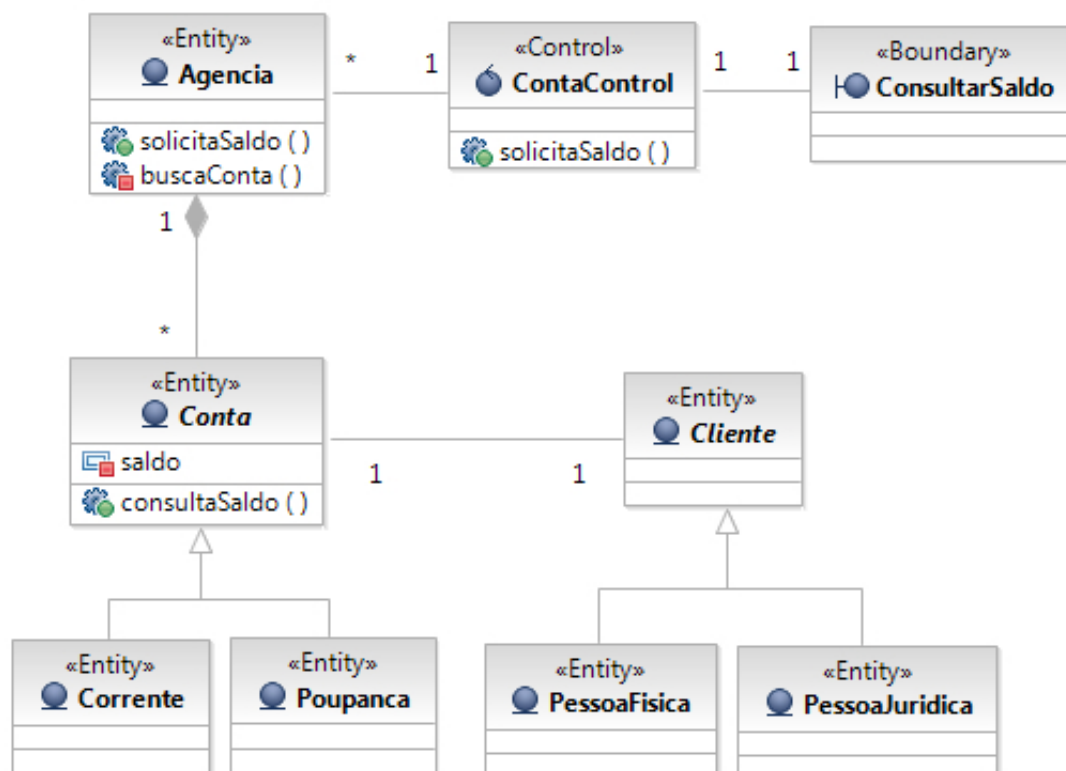 «Entity»
Agencia
solicitaSaldo ( )
buscaConta ( )
*
1
«Control»
ContaControl
solicitaSaldo ( )
1
1
«Boundary»
ConsultarSaldo
1
*
«Entity»
Conta
saldo
consultaSaldo ( )
1
1
«Entity»
Cliente
«Entity»
Corrente
«Entity»
Poupanca
«Entity»
PessoaFisica
«Entity»
PessoaJuridica